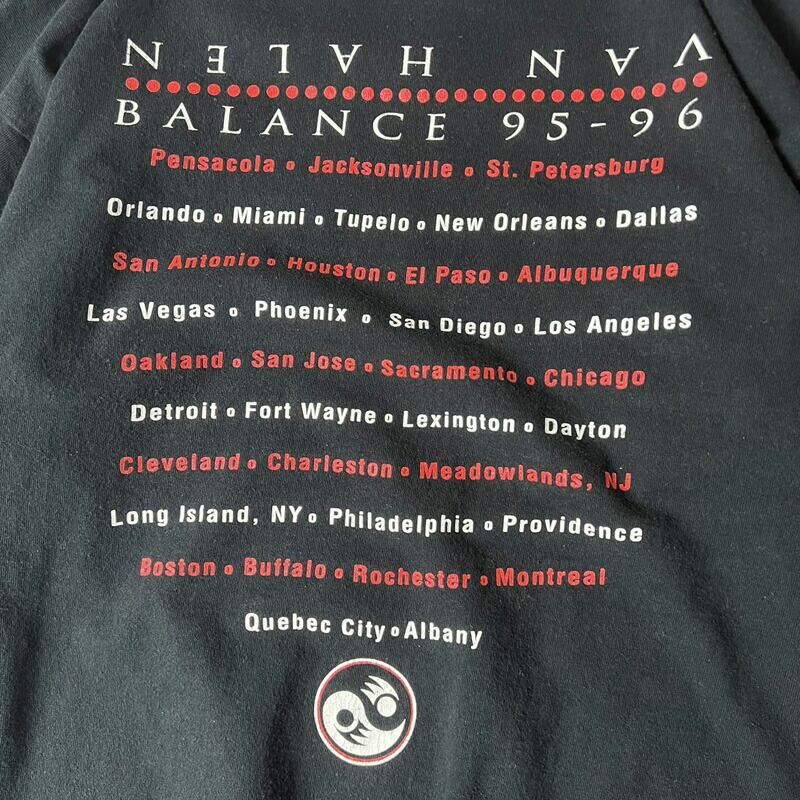 VAN HALEN
BALANCE 95-96
Pensacola o Jacksonville o St. Petersburg
Orlando o Miami o Tupelo o New Orleans o Dallas
San Antonio o Houston o El Paso o Albuquerque
Las Vegas o Phoenix o San Diego o Los Angeles
Oakland o San Jose o Sacramento o Chicago
Detroit o Fort Wayne o Lexington o Dayton
Cleveland o Charleston o Meadowlands, NJ
Long Island, NY o Philadelphia o Providence
Boston o Buffalo o Rochester o Montreal
Quebec City o Albany